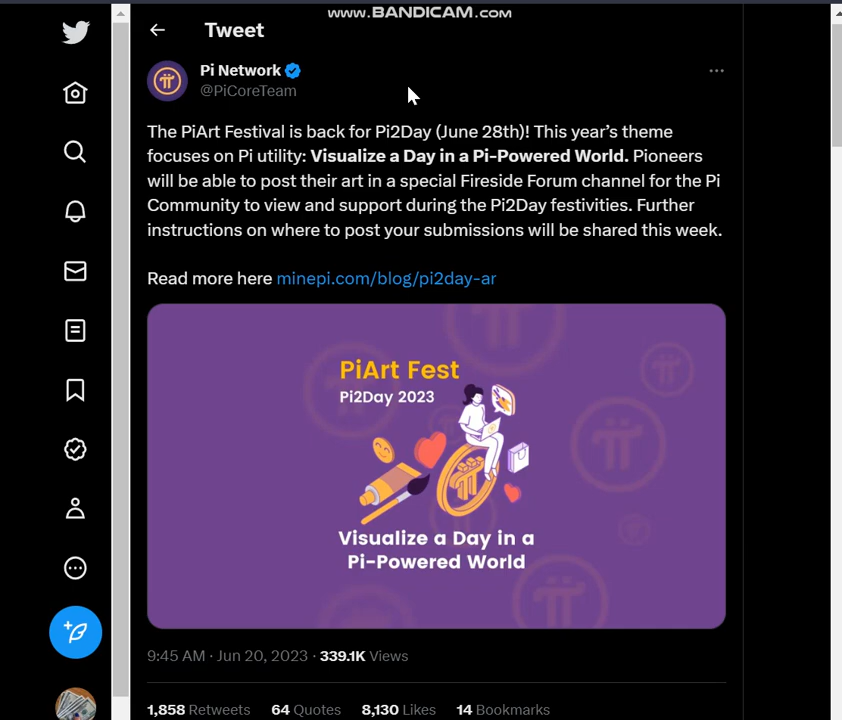 www.BANDICAM.com
Tweet
Pi Network
@PiCoreTeam
The PiArt Festival is back for Pi2Day (June 28th)! This year’s theme
focuses on Pi utility: Visualize a Day in a Pi-Powered World. Pioneers
will be able to post their art in a special Fireside Forum channel for the Pi
Community to view and support during the Pi2Day festivities. Further
instructions on where to post your submissions will be shared this week.
Read more here minepi.com/blog/pi2day-ar
PiArt Fest
Pi2Day 2023
Visualize a Day in a
Pi-Powered World
9:45 AM · Jun 20, 2023 · 339.1K Views
1,858 Retweets 64 Quotes 8,130 Likes 14 Bookmarks